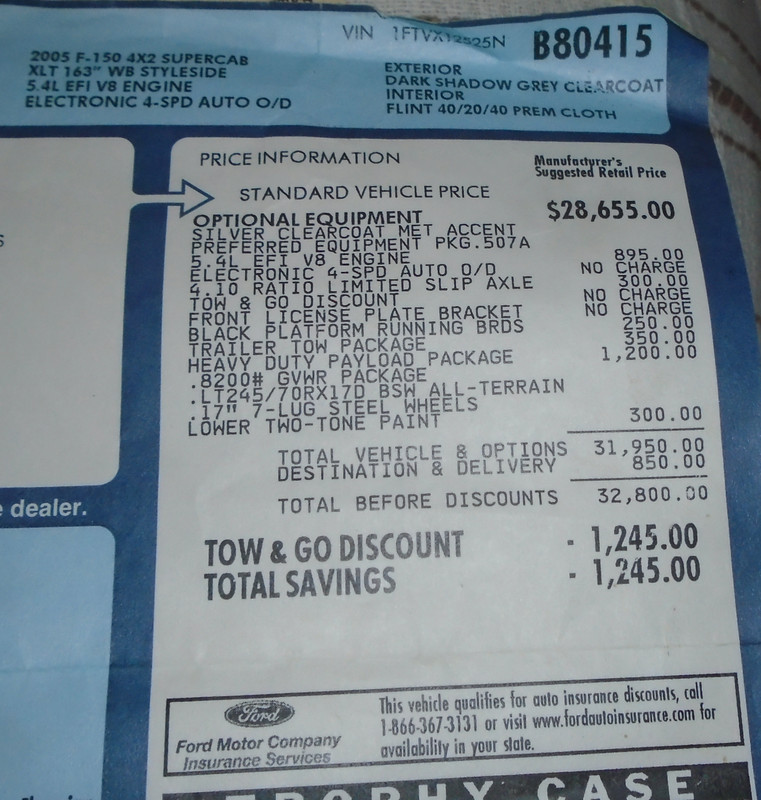 VIN 1FTVX12525N B80415
2005 F-150 4X2 SUPERCAB
XLT 163" WB STYLESIDE
5.4L EFI V8 ENGINE
ELECTRONIC 4-SPD AUTO O/D
EXTERIOR
DARK SHADOW GREY CLEARCOAT
INTERIOR
FLINT 40/20/40 PREM CLOTH
PRICE INFORMATION
Manufacturer's
Suggested Retail Price
STANDARD VEHICLE PRICE $28,655.00
OPTIONAL EQUIPMENT
SILVER CLEARCOAT MET ACCENT
PREFERRED EQUIPMENT PKG.507A
5.4L EFI V8 ENGINE 895.00
ELECTRONIC 4-SPD AUTO O/D NO CHARGE
4.10 RATIO LIMITED SLIP AXLE 300.00
TOW & GO DISCOUNT NO CHARGE
FRONT LICENSE PLATE BRACKET NO CHARGE
BLACK PLATFORM RUNNING BRDS 250.00
TRAILER TOW PACKAGE 350.00
HEAVY DUTY PAYLOAD PACKAGE 1,200.00
.8200# GVWR PACKAGE
.LT245/70RX17D BSW ALL-TERRAIN
.17" 7-LUG STEEL WHEELS
LOWER TWO-TONE PAINT 300.00
TOTAL VEHICLE & OPTIONS 31,950.00
DESTINATION & DELIVERY 850.00
TOTAL BEFORE DISCOUNTS 32,800.00
TOW & GO DISCOUNT - 1,245.00
TOTAL SAVINGS - 1,245.00
dealer.
Ford
Ford Motor Company
Insurance Services
This vehicle qualifies for auto insurance discounts, call
1-866-367-3131 or visit www.fordautoinsurance.com for
availability in your state.
TROPHY CASE